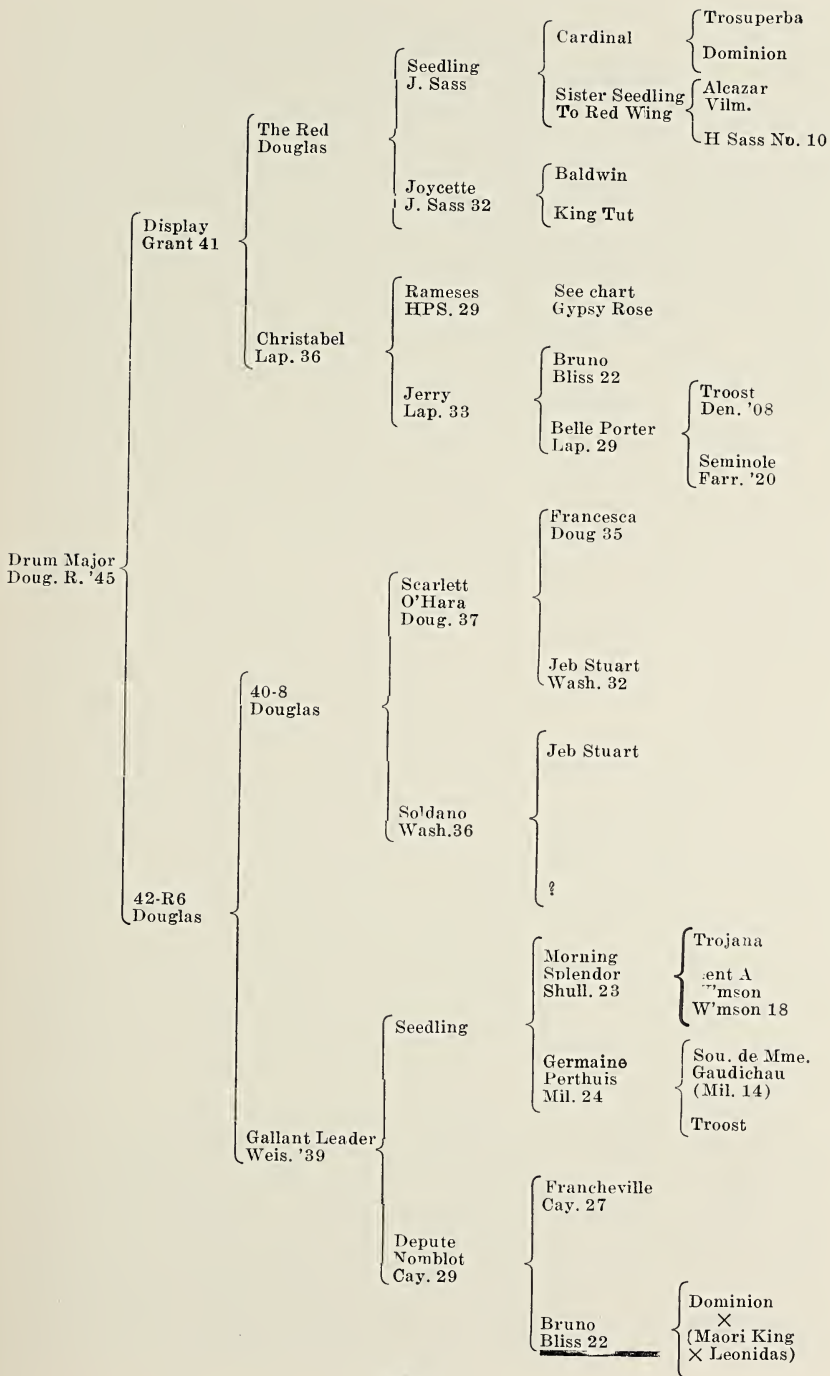 Trosuperba
Cardinal
Dominion
Seedling
J. Sass
Sister Seedling
To Red Wing
Alcazar
Vilm.
H Sass No. 10
The Red
Douglas
Joycette
J. Sass 32
Baldwin
King Tut
Display
Grant 41
Rameses
HPS. 29
See chart
Gypsy Rose
Christabel
Lap. 36
Bruno
Bliss 22
Jerry
Lap. 33
Troost
Den. '08
Belle Porter
Lap. 29
Seminole
Farr. '20
Francesca
Doug 35
Drum Major
Doug. R. '45
Scarlett
O'Hara
Doug. 37
Jeb Stuart
Wash. 32
40-8
Douglas
Jeb Stuart
Soldano
Wash.36
?
42-R6
Douglas
Trojana
Morning
Splendor
Shull. 23
ent A
W'mson 18
Seedling
Germaine
Perthuis
Mil. 24
Sou. de Mme.
Gaudichau
(Mil. 14)
Troost
Gallant Leader
Weis. '39
Francheville
Cay. 27
Depute
Nomblot
Cay. 29
Dominion
×
(Maori King
× Leonidas)
Bruno
Bliss 22